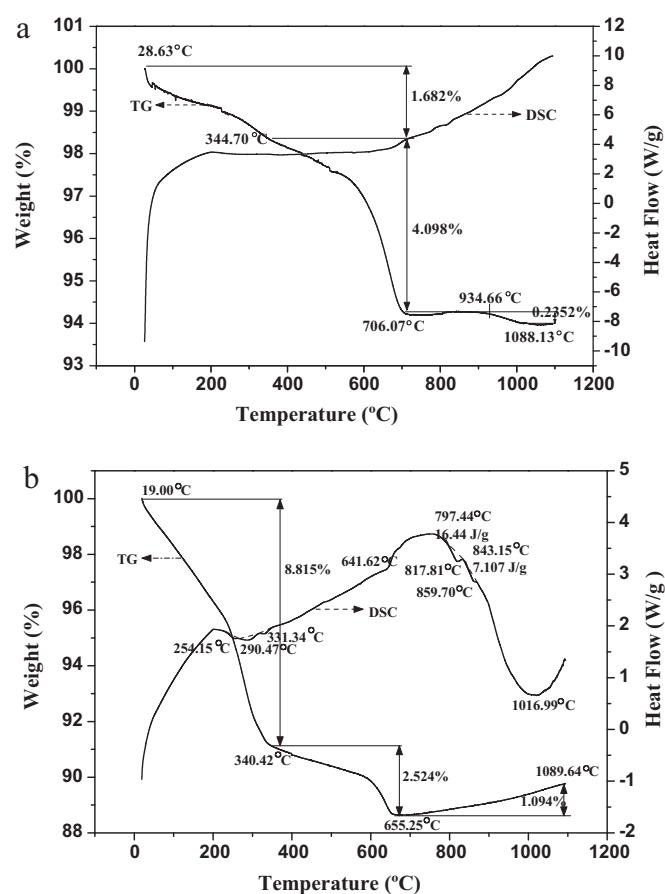 a
101
100
99
98
97
96
95
94
93
12
10
8
6
4
2
0
-2
-4
-6
-8
-10
28.63°C
TG
1.682%
DSC
344.70 °C
4.098%
934.66 °C
0.2352%
706.07°C
1088.13°C
0 200 400 600 800 1000 1200
Weight (%)
Heat Flow (W/g)
Temperature (ºC)
b
100
98
96
94
92
90
88
5
4
3
2
1
0
-1
-2
19.00°C
797.44°C
16.44 J/g
843.15°C
TG
8.815%
641.62°C
817.81°C
7.107 J/g
859.70°C
DSC
331.34°C
254.15°C
290.47°C
1016.99°C
340.42°C
2.524%
1089.64°C
1.094%
655.25°C
0 200 400 600 800 1000 1200
Weight (%)
Heat Flow (W/g )
Temperature (ºC)